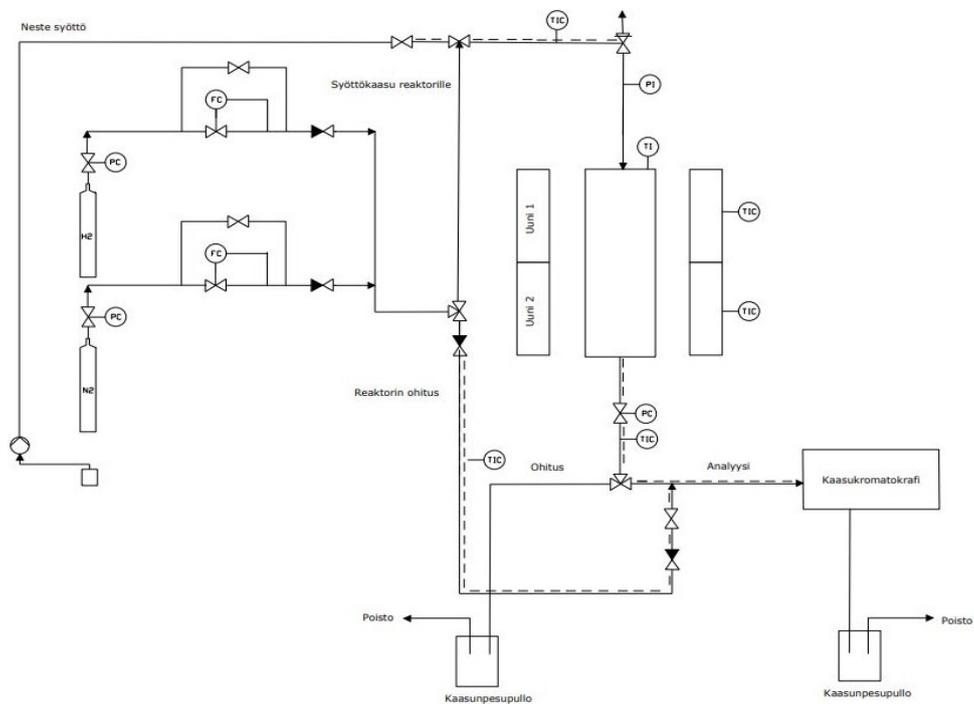 Neste syöttö
TIC
Syöttökaasu reaktorille
PI
FC
PC
TI
H2
Uuni 1
TIC
FC
PC
Uuni 2
TIC
N2
Reaktorin ohitus
PC
TIC
TIC
Ohitus
Analyysi
Kaasukromatokrafi
Poisto
Poisto
Kaasunpesupullo
Kaasunpesupullo